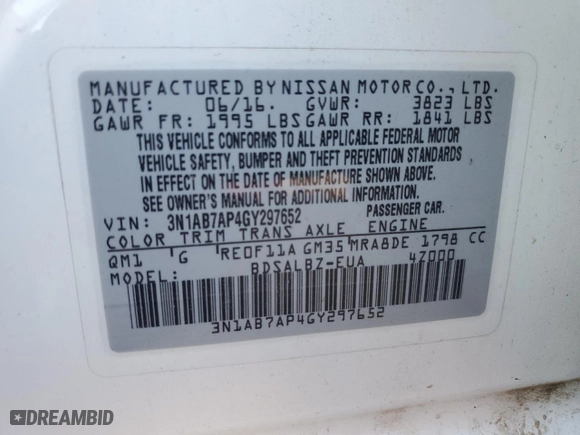 MANUFACTURED BY NISSAN MOTOR CO., LTD.
DATE: 06/16. GVWR: 3823 LBS
GAWR FR: 1995 LBS GAWR RR: 1841 LBS
THIS VEHICLE CONFORMS TO ALL APPLICABLE FEDERAL MOTOR
VEHICLE SAFETY, BUMPER AND THEFT PREVENTION STANDARDS
IN EFFECT ON THE DATE OF MANUFACTURE SHOWN ABOVE.
SEE OWNER'S MANUAL FOR ADDITIONAL INFORMATION.
VIN: 3N1AB7AP4GY297652 PASSENGER CAR.
COLOR TRIM TRANS AXLE ENGINE
QM1 G RE0F11A GM35 MRA8DE 1798 CC
MODEL: BDSALBZ-EUA 42000
3N1AB7AP4GY297652
DREAMBID